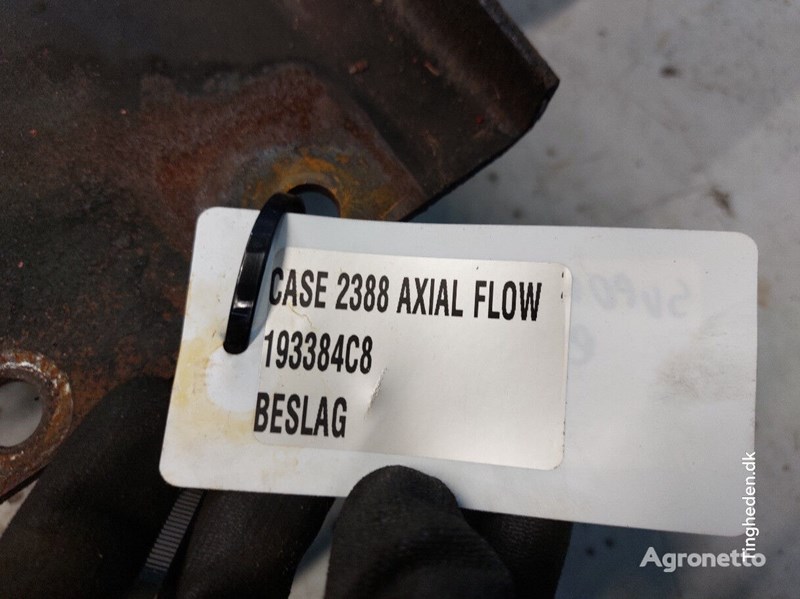 CASE 2388 AXIAL FLOW
193384C8
BESLAG
Tingheden.dk
Agronetto